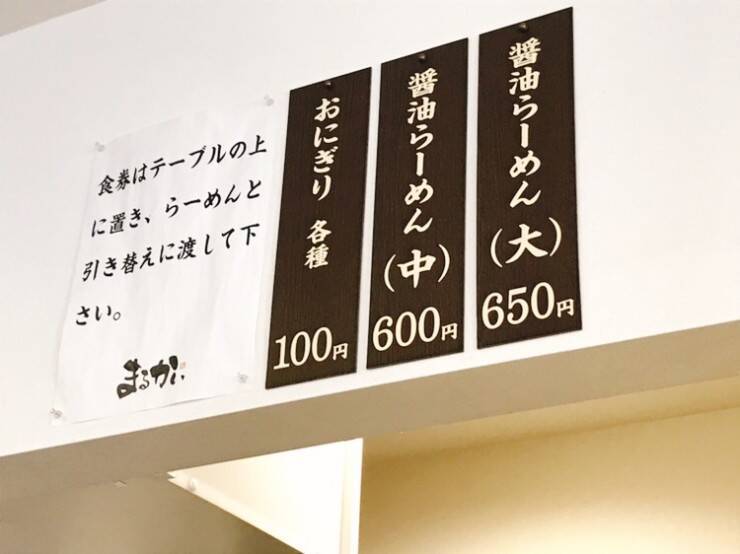 醤油らーめん(大)
650円
醤油らーめん(中)
600円
おにぎり 各種
100円
食券はテーブルの上
に置き、らーめんと
引き替えに渡して下
さい。
まるかい